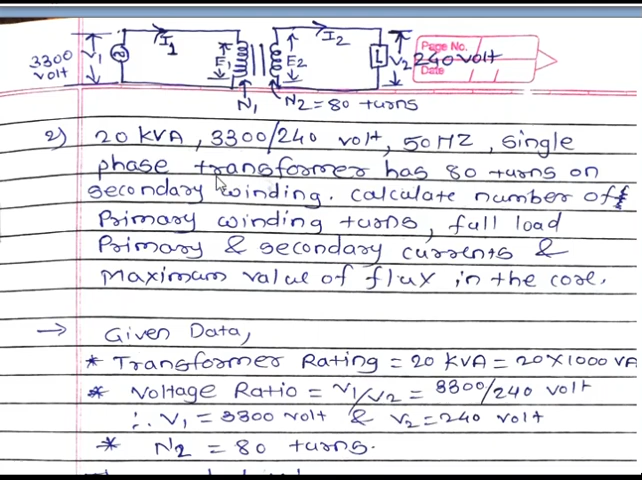 I1 I2 Page No.
3300 volt V1 E1 E2 L V2 240 volt
Date
N1 N2 = 80 turns
2) 20 KVA, 3300/240 volt, 50 HZ, single
phase transformer has 80 turns on
secondary winding. calculate number off
Primary winding turns, full load
Primary & secondary currents &
Maximum value of flux in the core.
→ Given Data,
* Transformer Rating = 20 KVA = 20×1000 VA
* Voltage Ratio = V1/V2 = 3300/240 volt
∴ V1 = 3300 volt & V2 = 240 volt
* N2 = 80 turns.